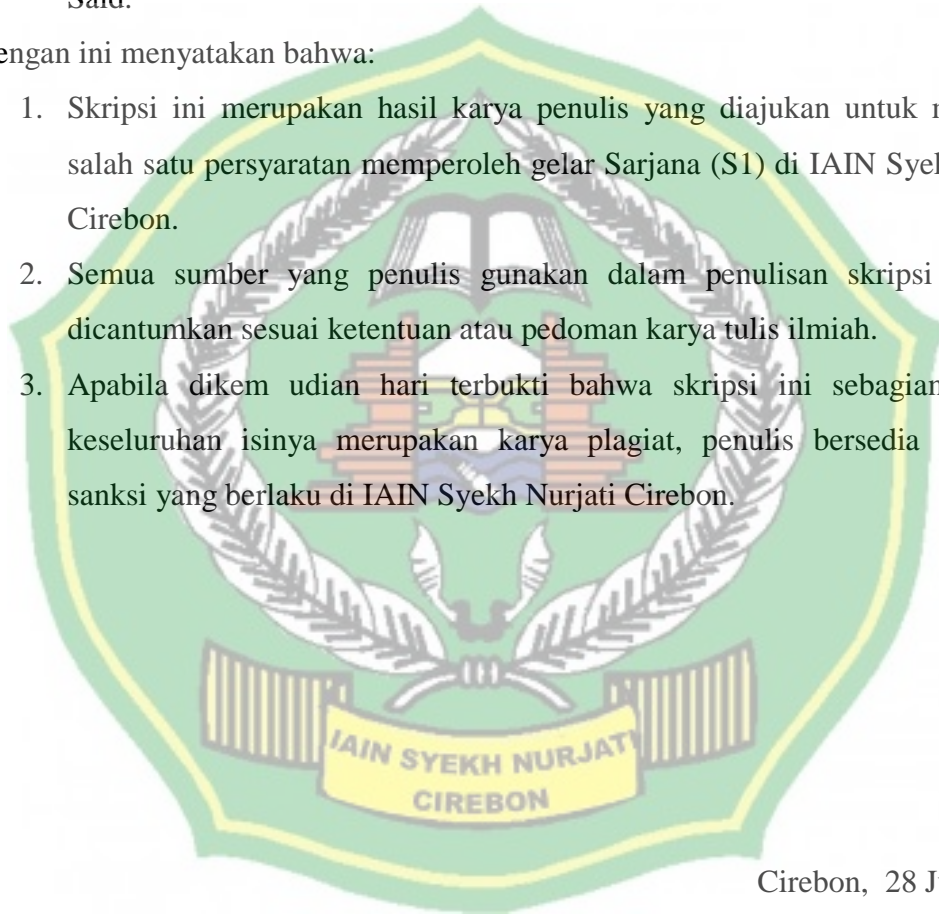 Said.
engan ini menyatakan bahwa:
1. Skripsi ini merupakan hasil karya penulis yang diajukan untuk
salah satu persyaratan memperoleh gelar Sarjana (S1) di IAIN Syek
Cirebon.
2. Semua sumber yang penulis gunakan dalam penulisan skripsi
dicantumkan sesuai ketentuan atau pedoman karya tulis ilmiah.
3. Apabila dikem udian hari terbukti bahwa skripsi ini sebagian
keseluruhan isinya merupakan karya plagiat, penulis bersedia
sanksi yang berlaku di IAIN Syekh Nurjati Cirebon.
IAIN SYEKH NURJATI
CIREBON
Cirebon, 28 J